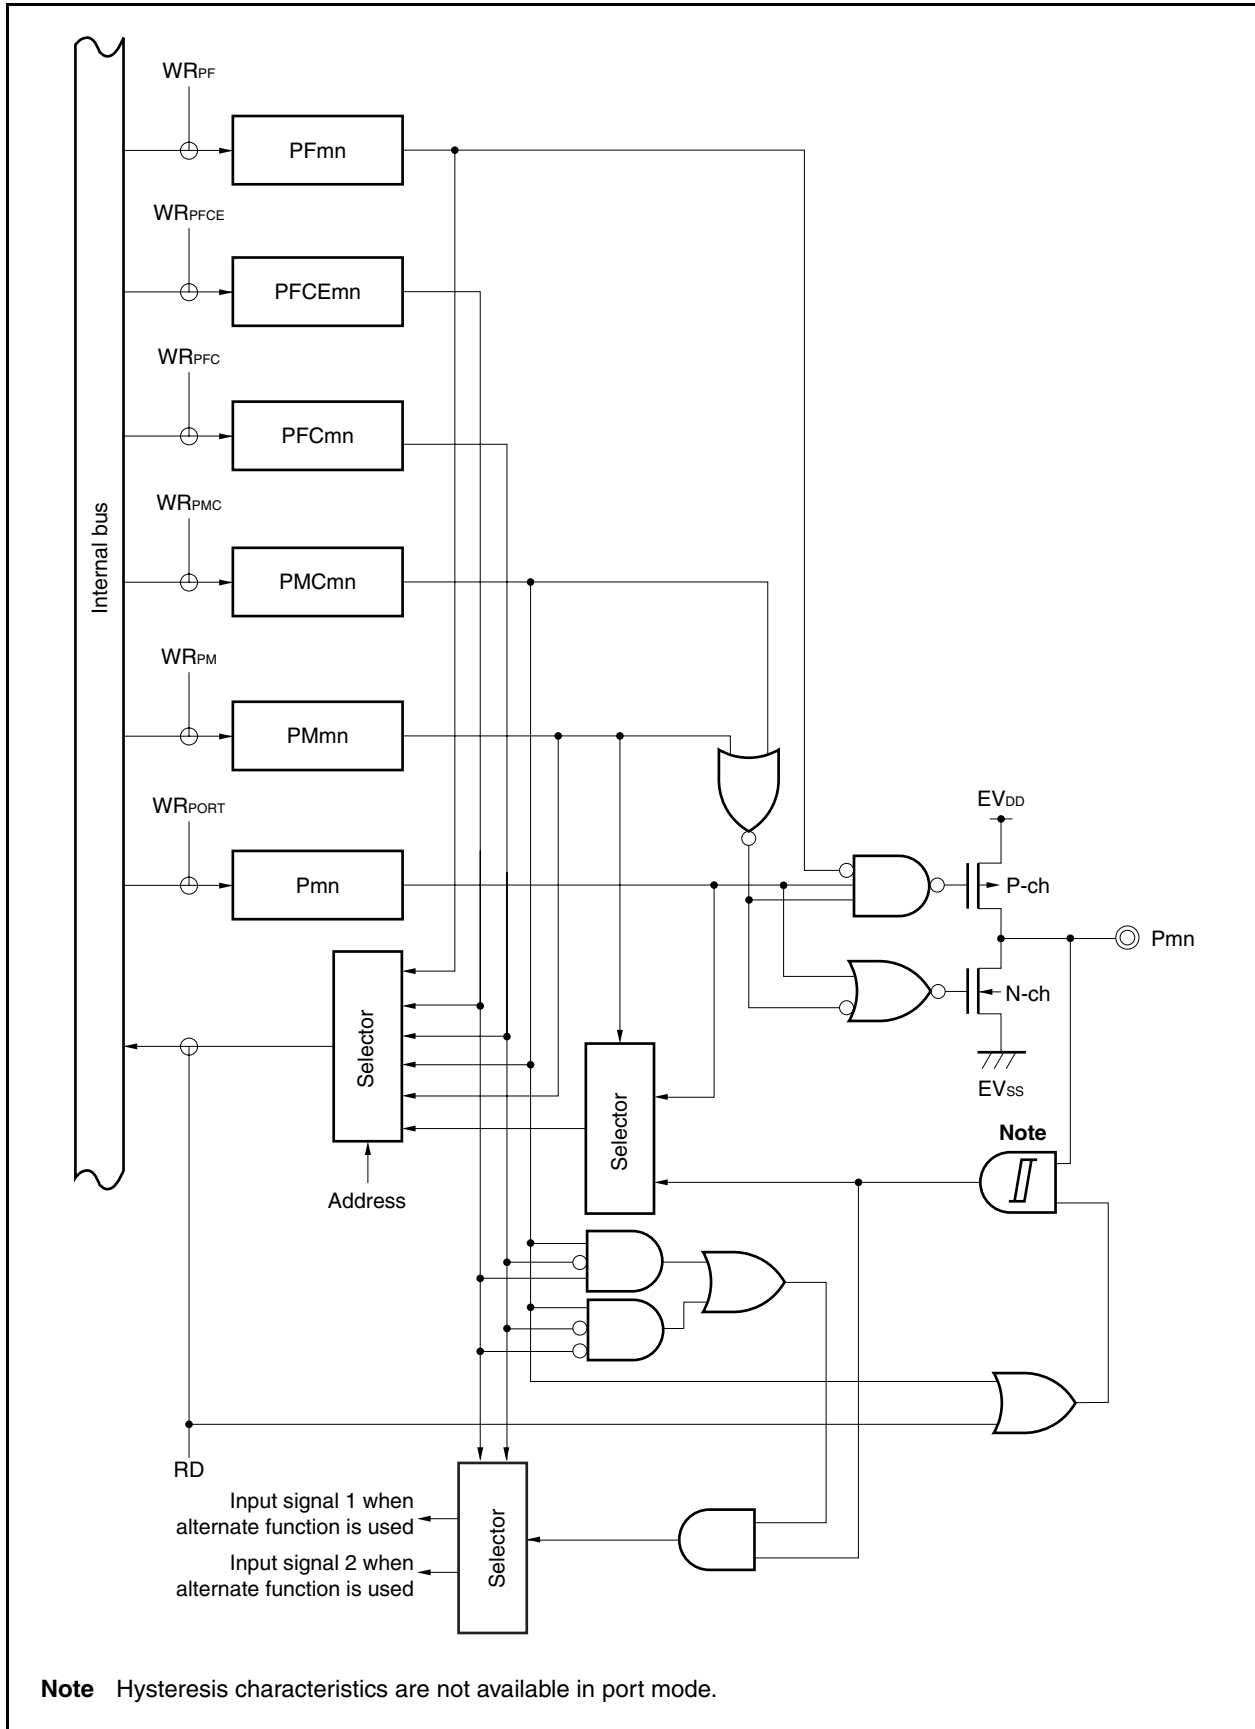 WRPF
PFmn
WRPFCE
PFCEmn
WRPFC
PFCmn
WRPMC
PMCmn
Internal bus
WRPM
PMmn
WRPORT
Pmn
EVDD
P-ch
Pmn
N-ch
EVSS
Selector
Address
Selector
Note
RD
Input signal 1 when
alternate function is used
Input signal 2 when
alternate function is used
Selector
Note Hysteresis characteristics are not available in port mode.